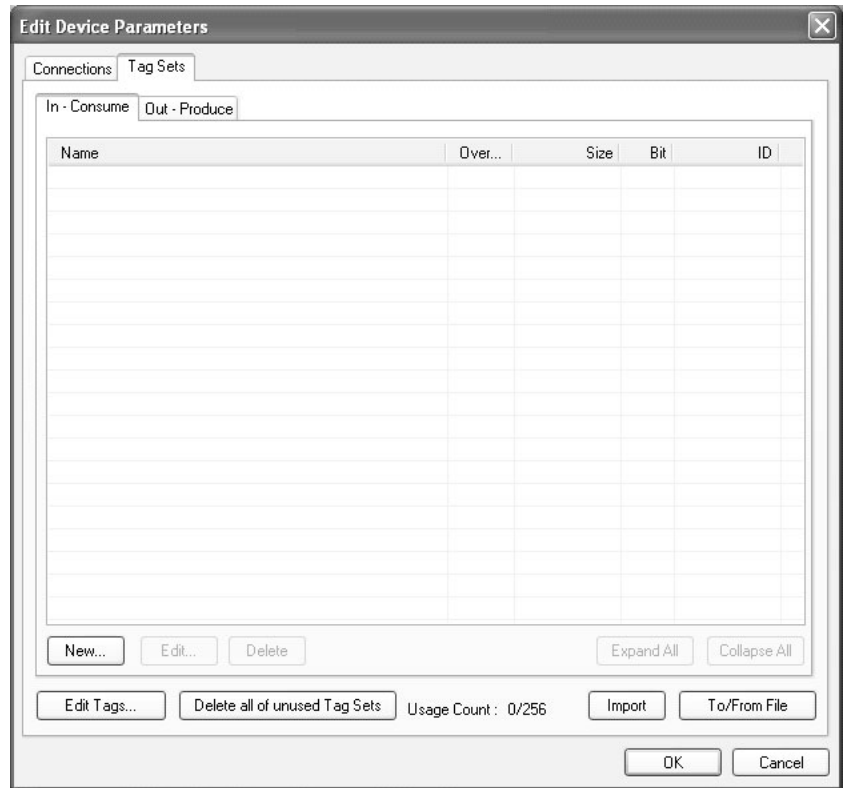 Edit Device Parameters
Connections Tag Sets
In - Consume Out - Produce
Name Over... Size Bit ID
New... Edit... Delete Expand All Collapse All
Edit Tags... Delete all of unused Tag Sets Usage Count : 0/256 Import To/From File
OK Cancel